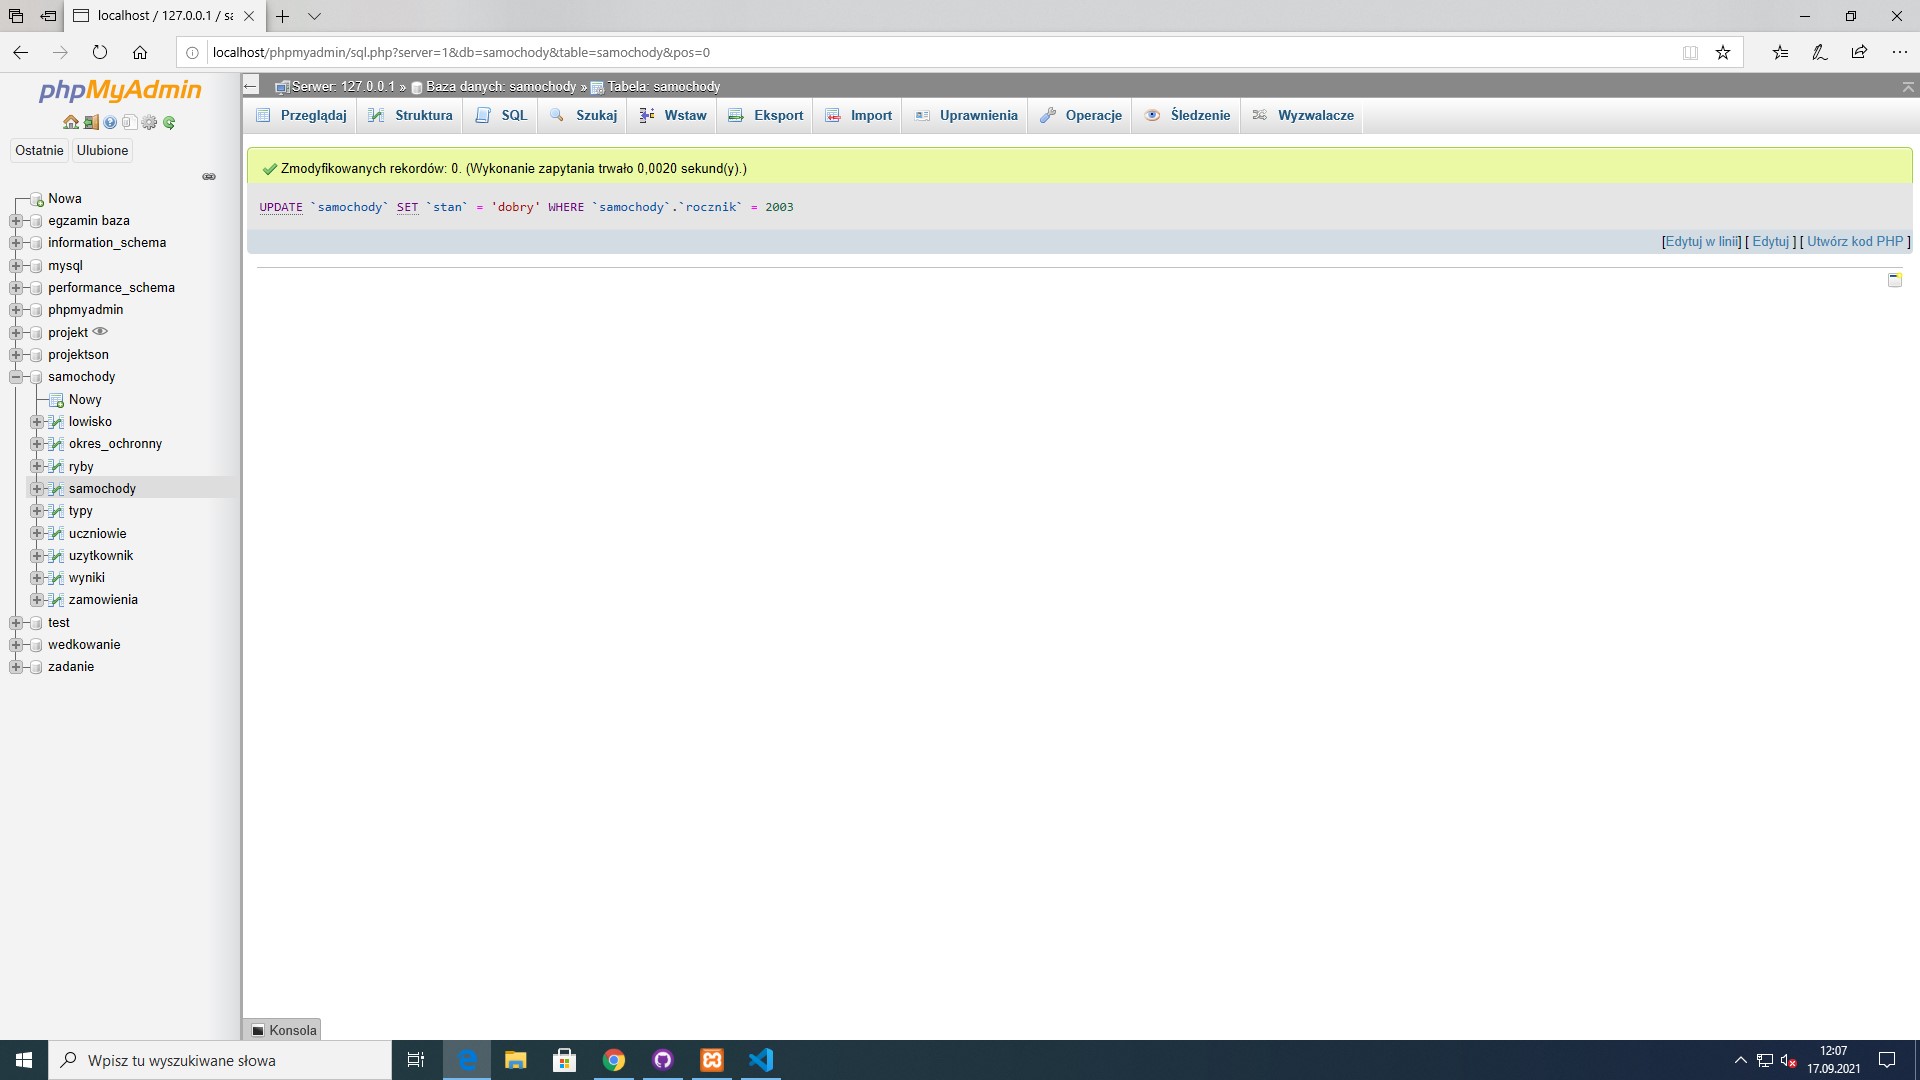 localhost / 127.0.0.1 / sa
localhost/phpmyadmin/sql.php?server=1&db=samochody&table=samochody&pos=0
phpMyAdmin
Ostatnie Ulubione
Nowa
egzamin baza
information_schema
mysql
performance_schema
phpmyadmin
projekt
projektson
samochody
Nowy
lowisko
okres_ochronny
ryby
samochody
typy
uczniowie
uzytkownik
wyniki
zamowienia
test
wedkowanie
zadanie
Serwer: 127.0.0.1 » Baza danych: samochody » Tabela: samochody
Przeglądaj Struktura SQL Szukaj Wstaw Eksport Import Uprawnienia Operacje Śledzenie Wyzwalacze
Zmodyfikowanych rekordów: 0. (Wykonanie zapytania trwało 0,0020 sekund(y).)
UPDATE `samochody` SET `stan` = 'dobry' WHERE `samochody`.`rocznik` = 2003
[Edytuj w linii] [ Edytuj ] [ Utwórz kod PHP ]
Konsola
Wpisz tu wyszukiwane słowa
12:07
17.09.2021